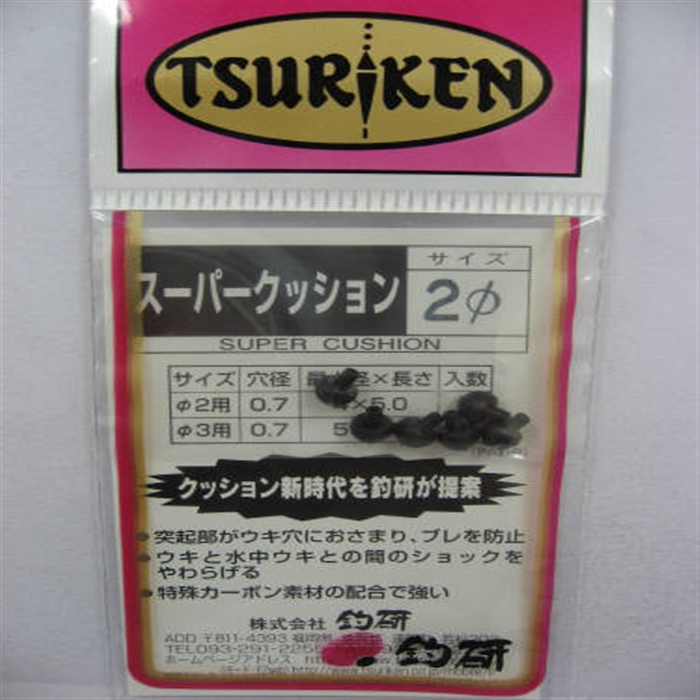 TSURIKEN
サイズ
スーパークッション
2φ
SUPER CUSHION
サイズ 穴径 径×長さ 入数
φ2用 0.7 ×5.0
φ3用 0.7 5
クッション新時代を釣研が提案
●突起部がウキ穴におさまり、ブレを防止
●ウキと水中ウキとの間のショックを
やわらげる
●特殊カーボン素材の配合で強い
株式会社 釣研
ADD 〒811-4393
TEL093-291-225
ホームページアドレス
釣研